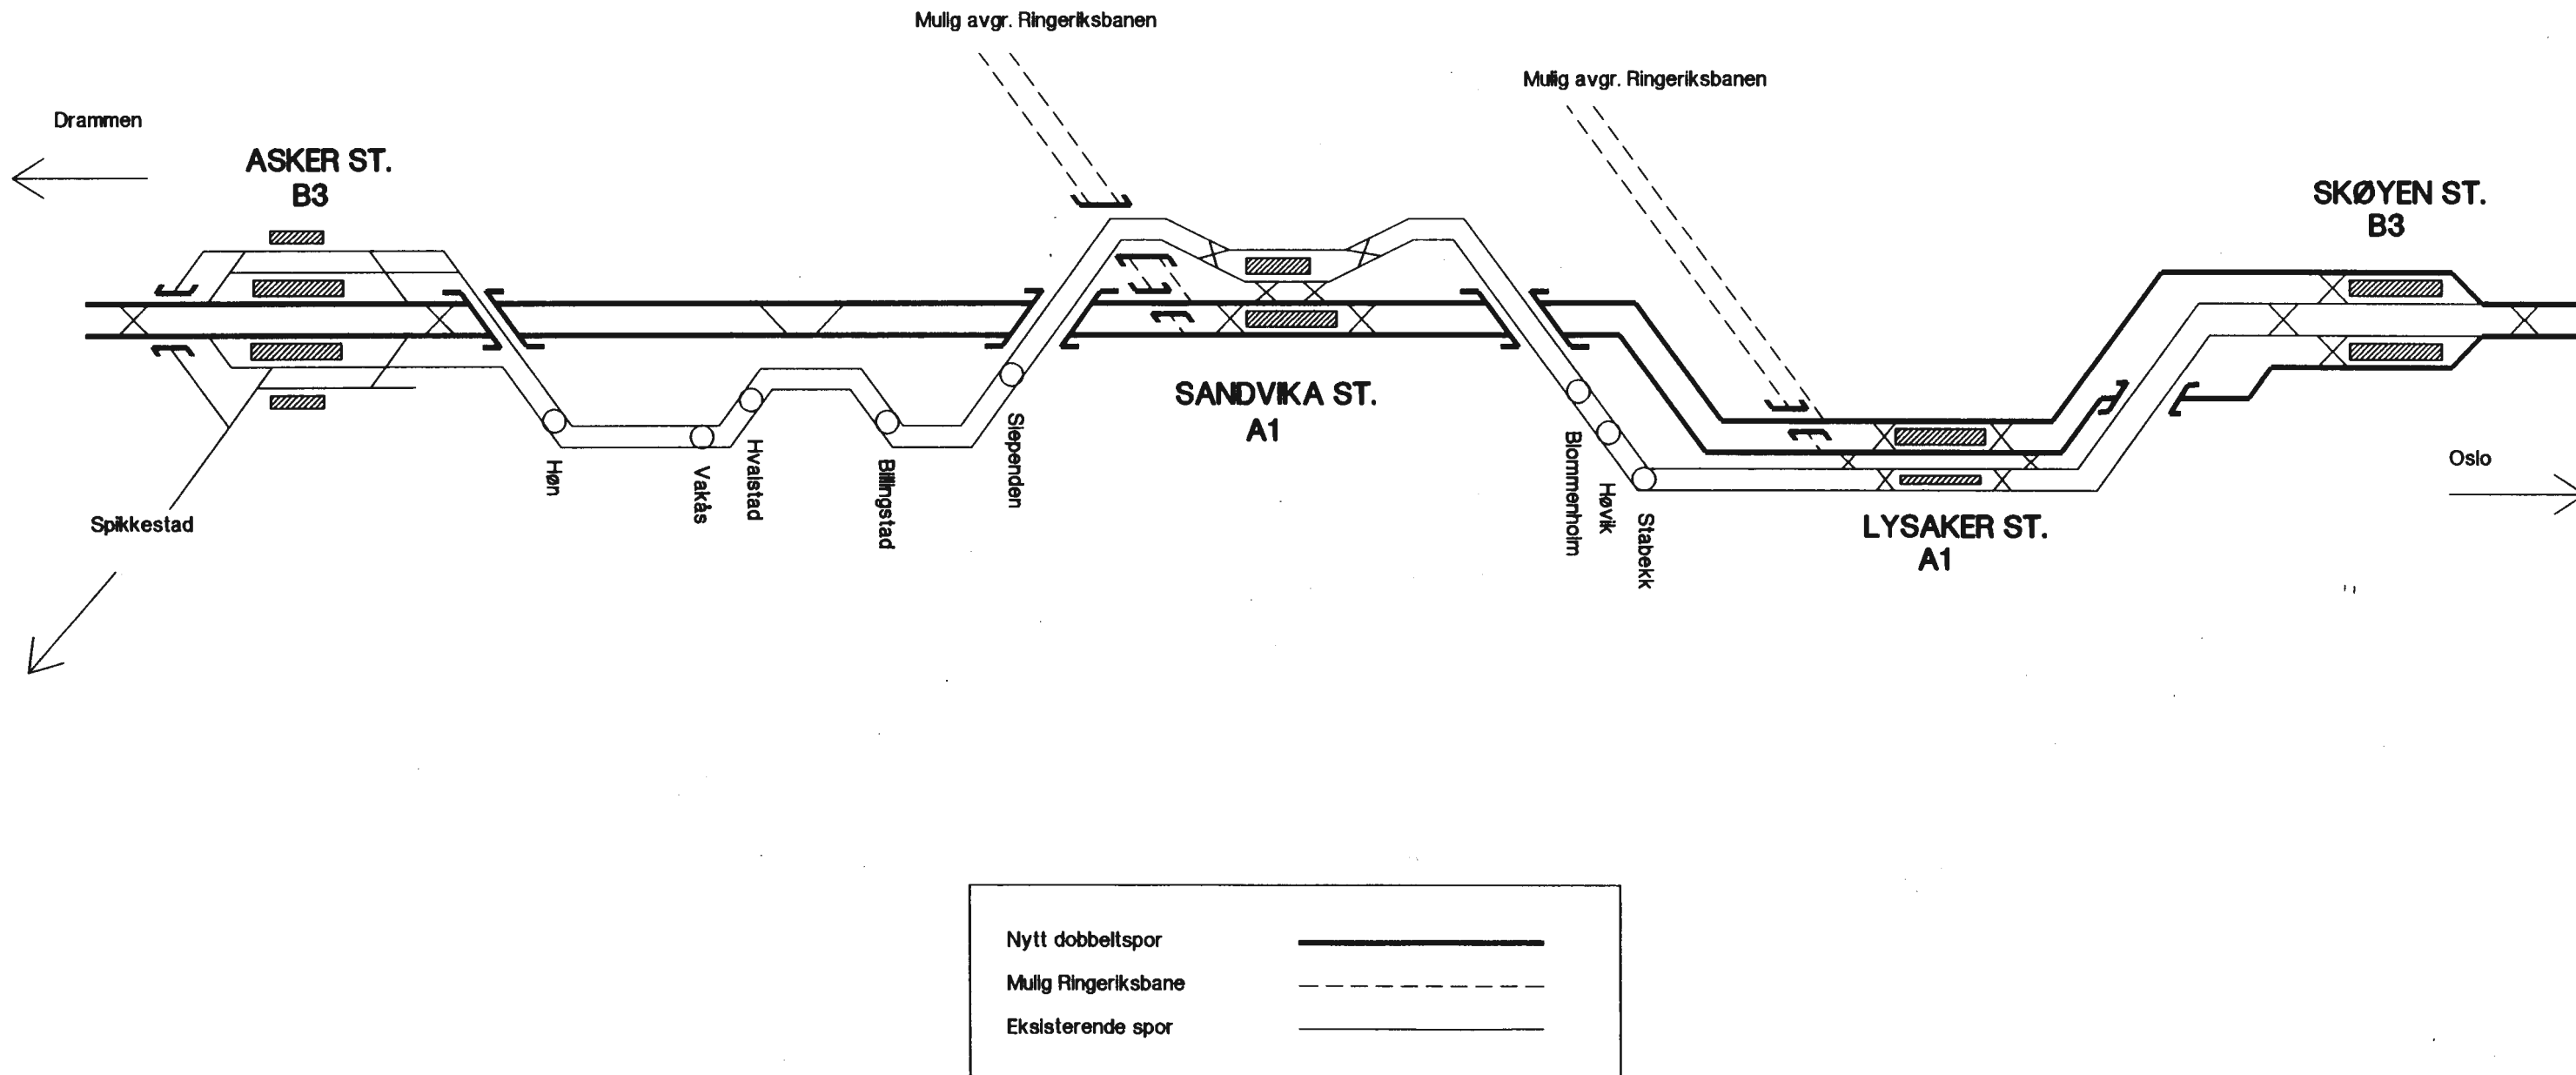 Mulig avgr. Ringeriksbanen
Mulig avgr. Ringeriksbanen
Drammen
ASKER ST.
B3
SKØYEN ST.
B3
SANDVIKA ST.
A1
Høn
Vakås
Hvalstad
Billingstad
Slependen
Blommenholm
Høvik
Stabekk
Oslo
Spikkestad
LYSAKER ST.
A1
Nytt dobbeltspor
Mulig Ringeriksbane
Eksisterende spor